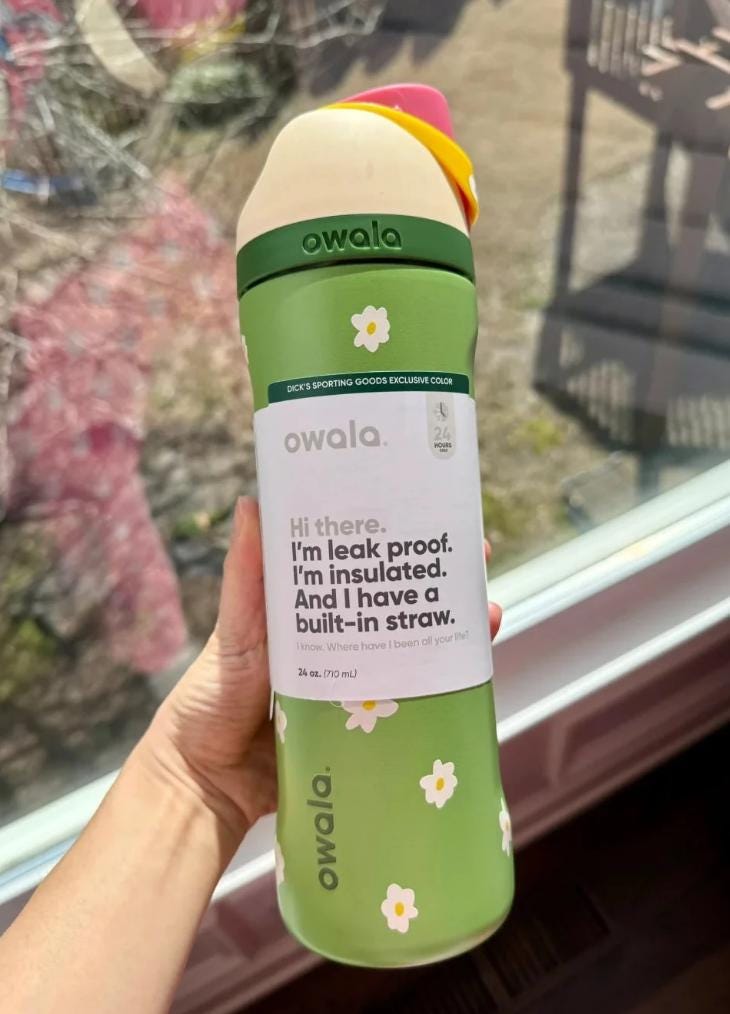 owala
DICK'S SPORTING GOODS EXCLUSIVE COLOR
owala.
24
HOURS
COLD
Hi there.
I'm leak proof.
I'm insulated.
And I have a
built-in straw.
I know. Where have I been all your life?
24 oz. (710 mL)
owala.